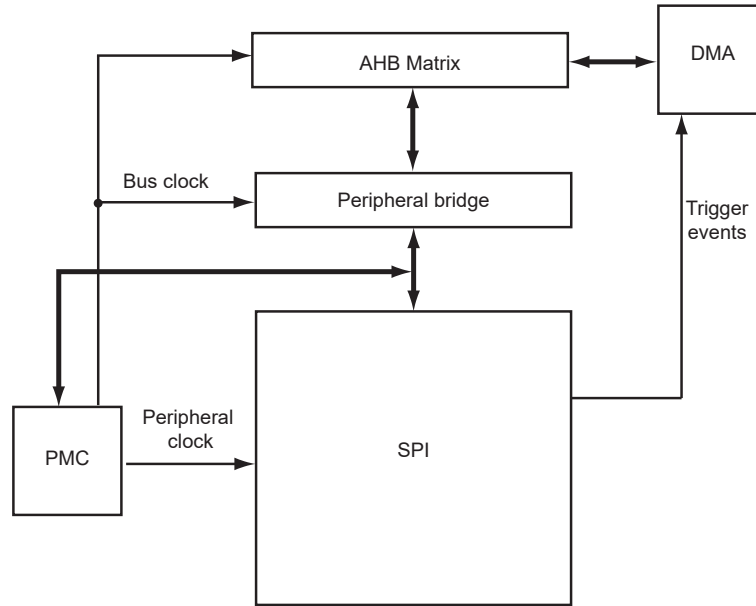 AHB Matrix
DMA
Bus clock
Peripheral bridge
Trigger
events
Peripheral
clock
PMC
SPI